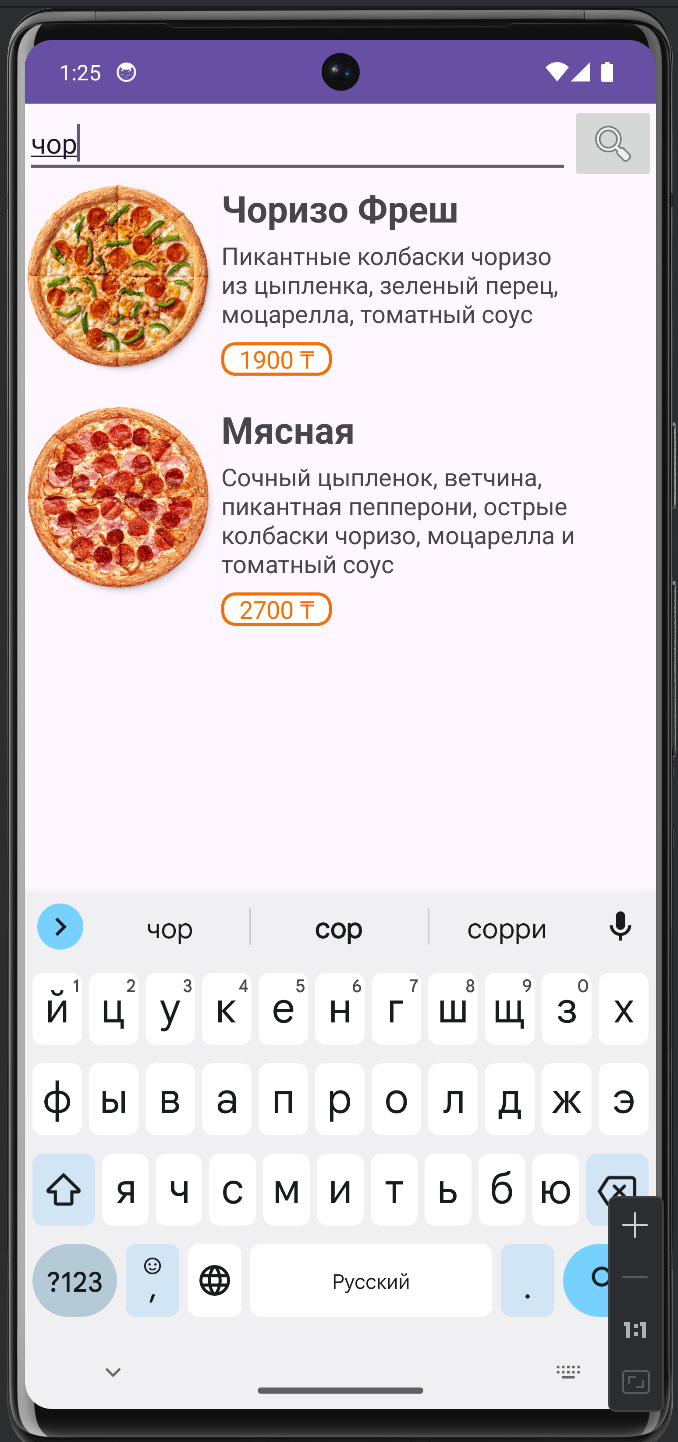 1:25
чор
Чоризо Фреш
Пикантные колбаски чоризо
из цыпленка, зеленый перец,
моцарелла, томатный соус
1900 ₸
Мясная
Сочный цыпленок, ветчина,
пикантная пепперони, острые
колбаски чоризо, моцарелла и
томатный соус
2700 ₸
чор сор сорри
1 2 3 4 5 6 7 8 9 0
й ц у к е н г ш щ з х
ф ы в а п р о л д ж э
я ч с м и т ь б ю
?123 , Русский .
1:1